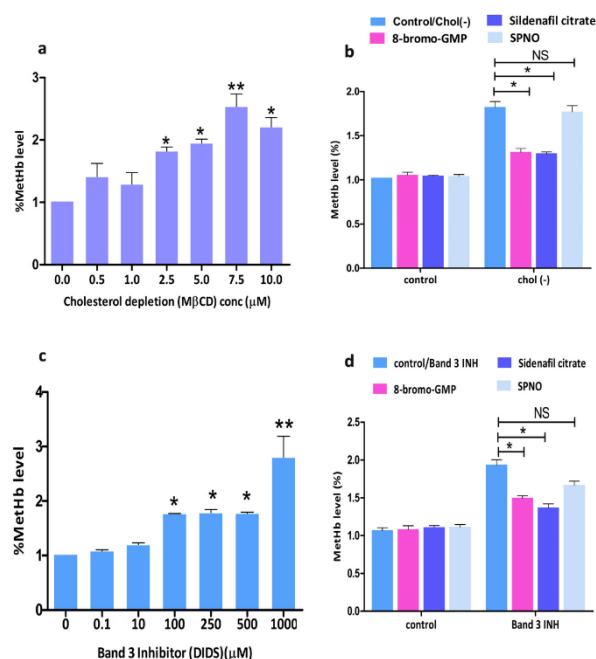 a
%MetHb level
3
2
1
0
*
*
**
*
0.0 0.5 1.0 2.5 5.0 7.5 10.0
Cholesterol depletion (MβCD) conc (μM)
b
Control/Chol(-) Sildenafil citrate
8-bromo-GMP SPNO
MetHb level (%)
2.0
1.5
1.0
0.5
0.0
NS
*
*
control chol (-)
c
%MetHb level
4
3
2
1
0
*
*
*
**
0 0.1 10 100 250 500 1000
Band 3 Inhibitor (DIDS)(μM)
d
control/Band 3 INH Sidenafil citrate
8-bromo-GMP SPNO
MetHb level (%)
2.5
2.0
1.5
1.0
0.5
0.0
NS
*
*
control Band 3 INH